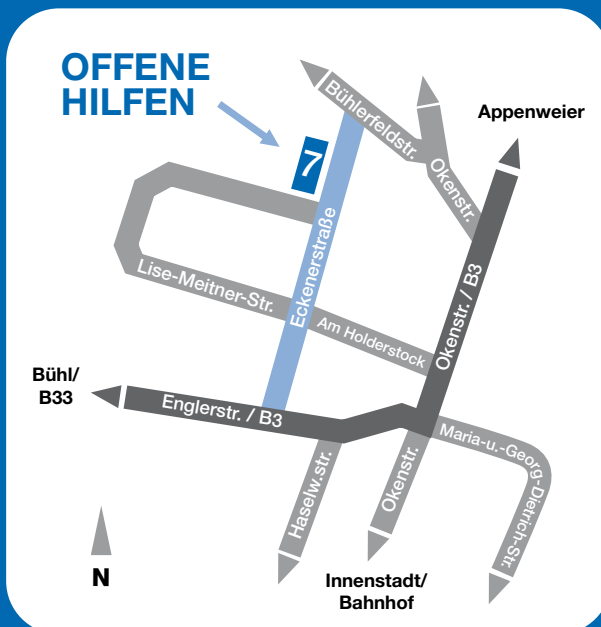 OFFENE
HILFEN
Bühlerfeldstr.
Appenweier
7
Okenstr.
Eckenerstraße
Okenstr. / B3
Lise-Meitner-Str.
Am Holderstock
Bühl/
B33
Englerstr. / B3
Maria-u.-Georg-Dietrich-Str.
Haselw.str.
Okenstr.
N
Innenstadt/
Bahnhof